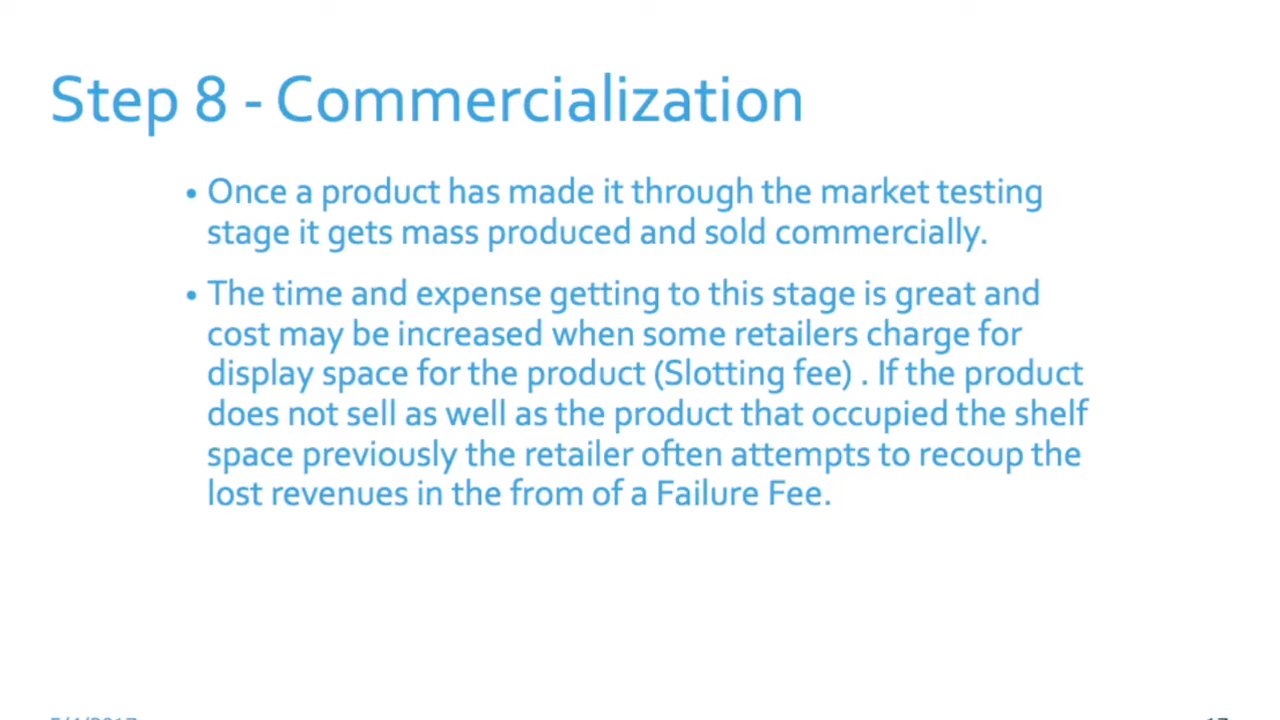 Step 8 - Commercialization
• Once a product has made it through the market testing
stage it gets mass produced and sold commercially.
• The time and expense getting to this stage is great and
cost may be increased when some retailers charge for
display space for the product (Slotting fee) . If the product
does not sell as well as the product that occupied the shelf
space previously the retailer often attempts to recoup the
lost revenues in the from of a Failure Fee.
5/4/2017
17